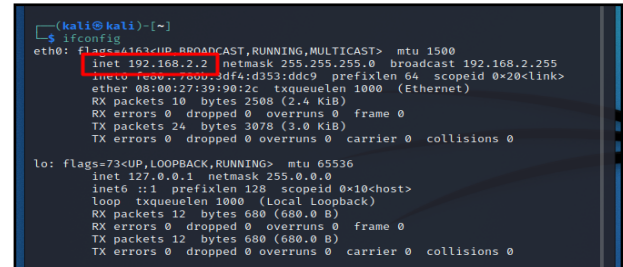 ┌──(kali㉿kali)-[~]
└─$ ifconfig
eth0: flags=4163<UP,BROADCAST,RUNNING,MULTICAST>  mtu 1500
        inet 192.168.2.2  netmask 255.255.255.0  broadcast 192.168.2.255
        inet6 fe80::780b:3df4:d353:ddc9  prefixlen 64  scopeid 0×20<link>
        ether 08:00:27:39:90:2c  txqueuelen 1000  (Ethernet)
        RX packets 10  bytes 2508 (2.4 KiB)
        RX errors 0  dropped 0  overruns 0  frame 0
        TX packets 24  bytes 3078 (3.0 KiB)
        TX errors 0  dropped 0 overruns 0  carrier 0  collisions 0
lo: flags=73<UP,LOOPBACK,RUNNING>  mtu 65536
        inet 127.0.0.1  netmask 255.0.0.0
        inet6 ::1  prefixlen 128  scopeid 0×10<host>
        loop  txqueuelen 1000  (Local Loopback)
        RX packets 12  bytes 680 (680.0 B)
        RX errors 0  dropped 0  overruns 0  frame 0
        TX packets 12  bytes 680 (680.0 B)
        TX errors 0  dropped 0 overruns 0  carrier 0  collisions 0